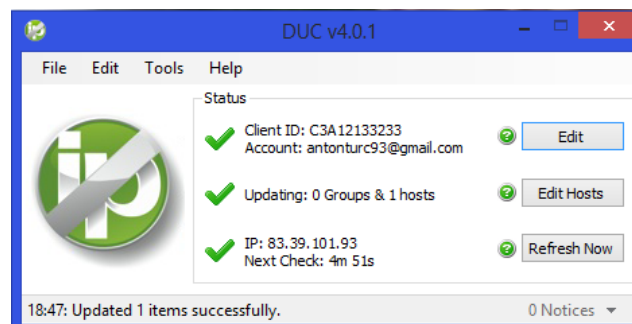 DUC v4.0.1
File Edit Tools Help
Status
Client ID: C3A12133233
Account: antonturc93@gmail.com
Edit
Updating: 0 Groups & 1 hosts
Edit Hosts
IP: 83.39.101.93
Next Check: 4m 51s
Refresh Now
ip
18:47: Updated 1 items successfully.
0 Notices